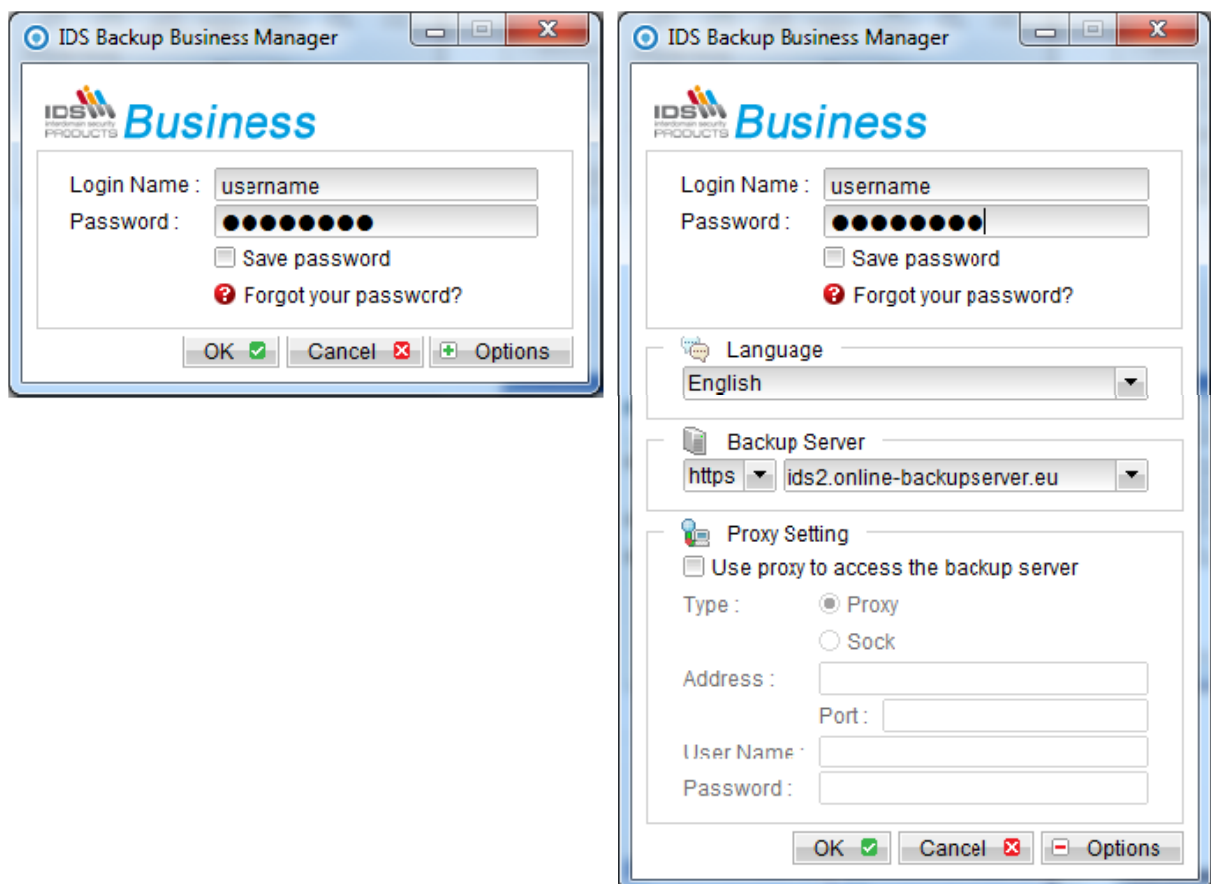 IDS Backup Business Manager
IDS
interdomain security
PRODUCTS
Business
Login Name :
username
Password :
●●●●●●●●
Save password
Forgot your password?
OK
Cancel
Options
IDS Backup Business Manager
IDS
interdomain security
PRODUCTS
Business
Login Name :
username
Password :
●●●●●●●●
Save password
Forgot your password?
Language
English
Backup Server
https
ids2.online-backupserver.eu
Proxy Setting
Use proxy to access the backup server
Type :
Proxy
Sock
Address :
Port :
User Name :
Password :
OK
Cancel
Options